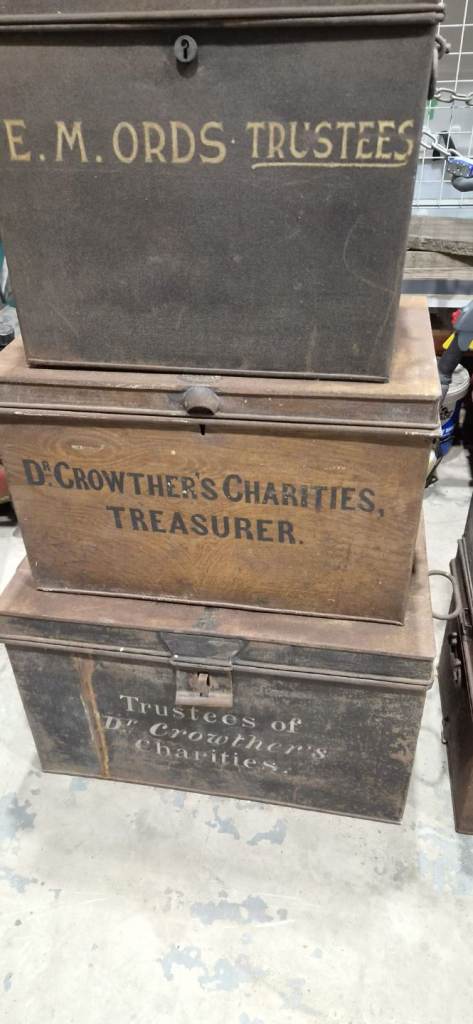 E. M. ORDS · TRUSTEES
DR. CROWTHER'S CHARITIES,
TREASURER.
Trustees of
Dr Crowther's
Charities.